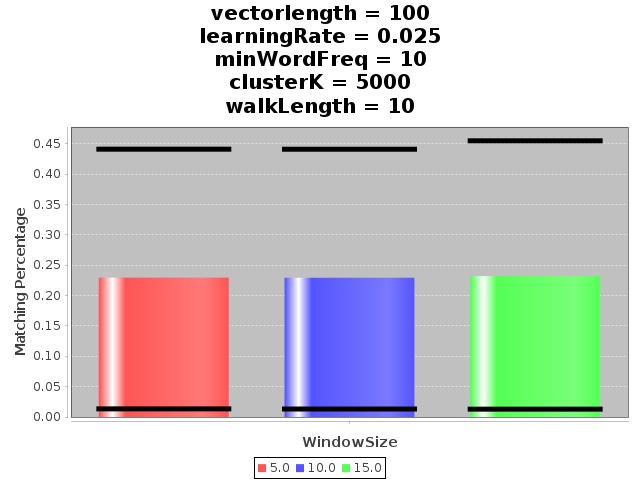 vectorlength = 100
learningRate = 0.025
minWordFreq = 10
clusterK = 5000
walkLength = 10
Matching Percentage
0.45
0.40
0.35
0.30
0.25
0.20
0.15
0.10
0.05
0.00
WindowSize
5.0 10.0 15.0